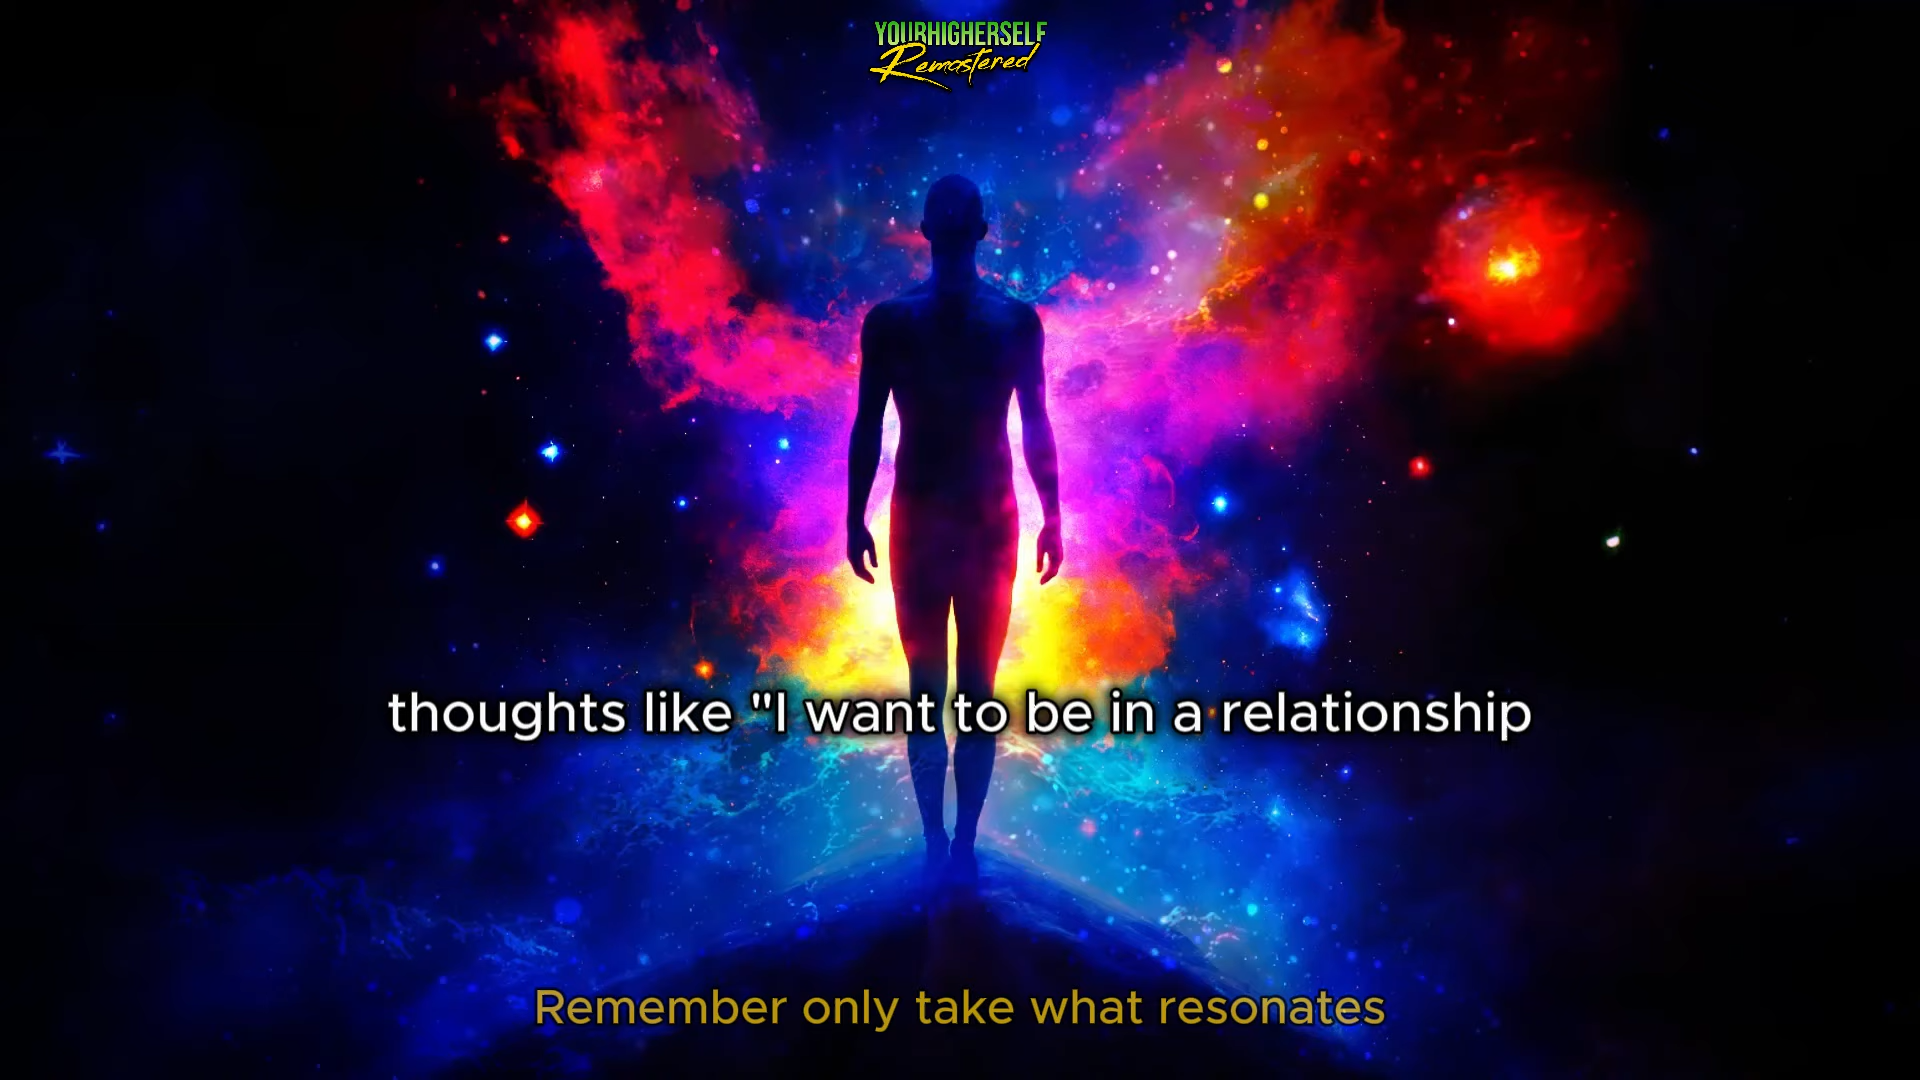 YOURHIGHERSELF
Remastered
thoughts like "I want to be in a relationship
Remember only take what resonates